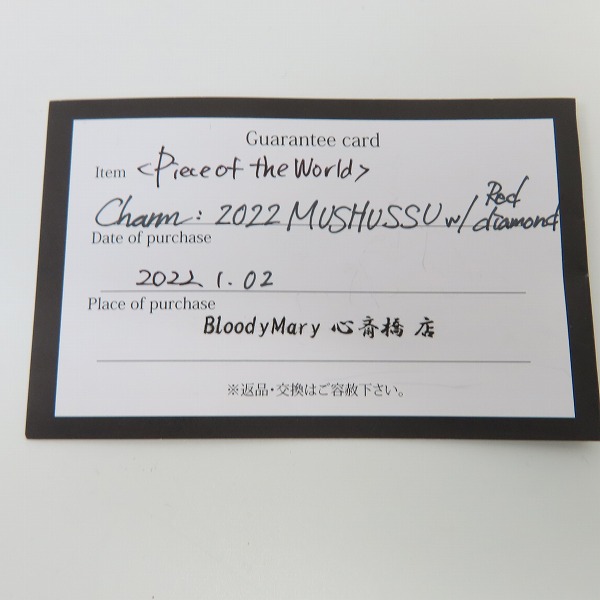 Guarantee card
Item <Piece of the World>
Charm: 2022 MUSHUSSU w/ Red diamond
Date of purchase
2022. 1. 02
Place of purchase
BloodyMary 心斎橋店
※返品・交換はご容赦下さい。